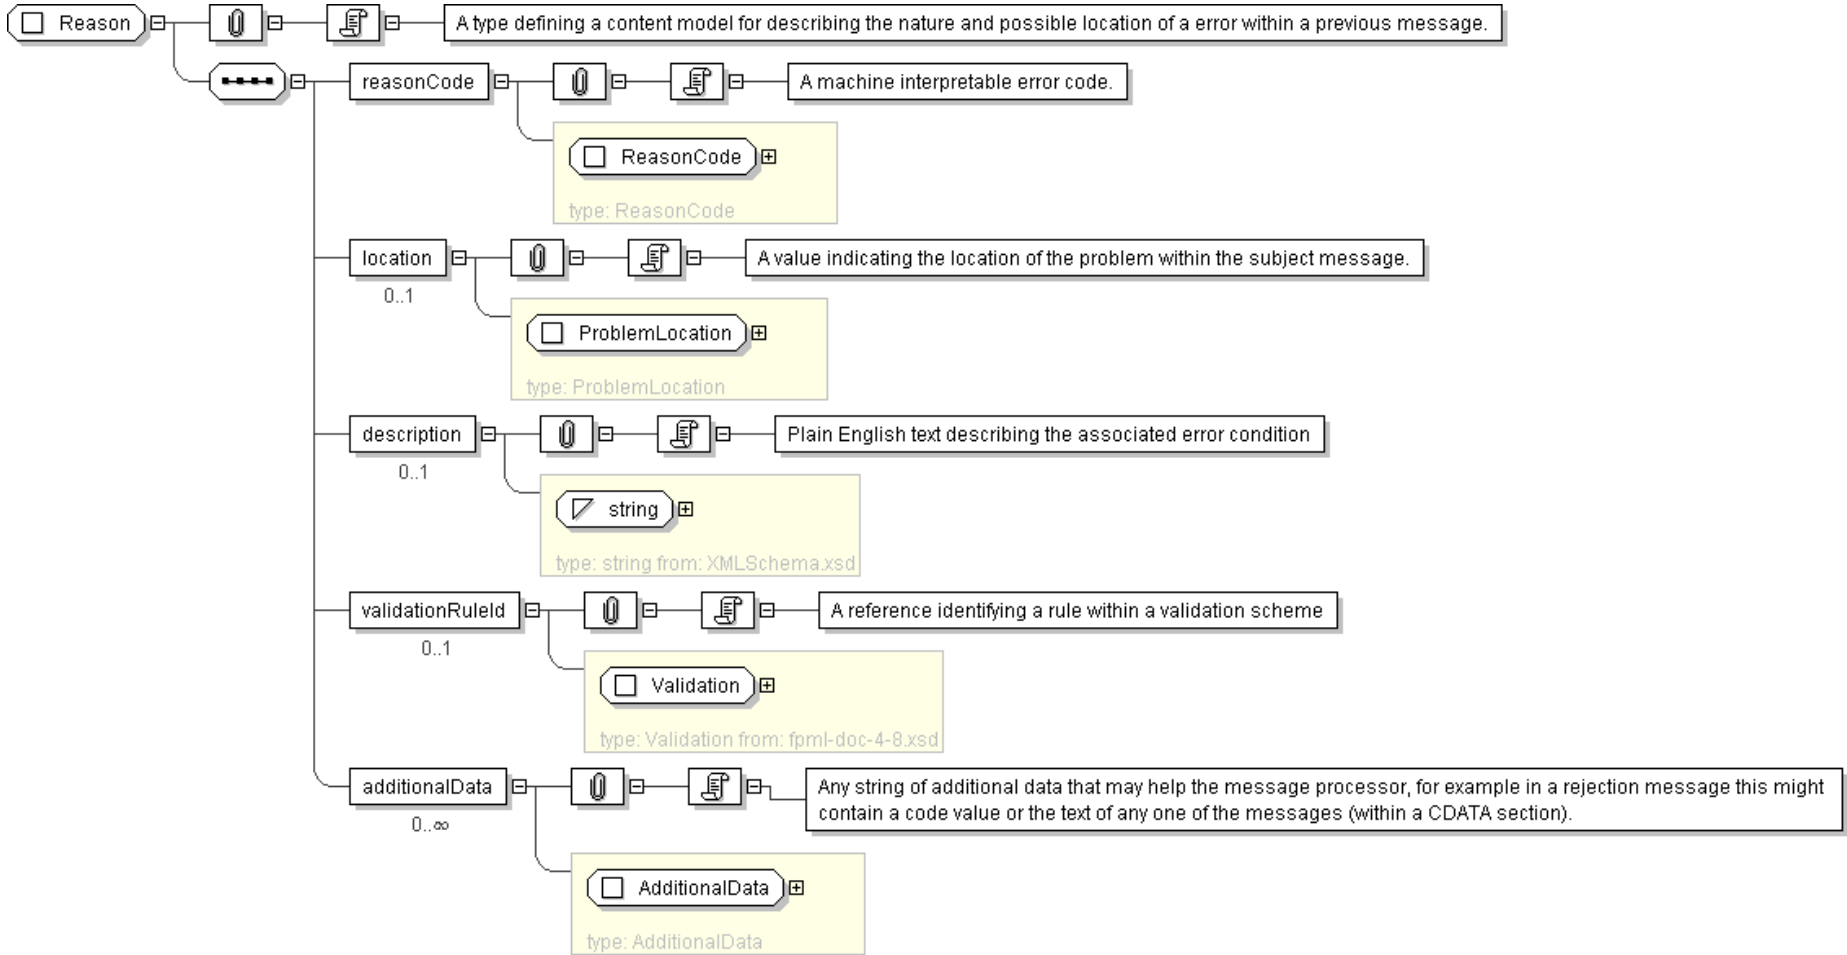 Reason
A type defining a content model for describing the nature and possible location of a error within a previous message.
reasonCode
A machine interpretable error code.
ReasonCode
type: ReasonCode
location
A value indicating the location of the problem within the subject message.
0..1
ProblemLocation
type: ProblemLocation
description
Plain English text describing the associated error condition
0..1
string
type: string from: XMLSchema.xsd
validationRuleId
A reference identifying a rule within a validation scheme
0..1
Validation
type: Validation from: fpml-doc-4-8.xsd
additionalData
Any string of additional data that may help the message processor, for example in a rejection message this might
contain a code value or the text of any one of the messages (within a CDATA section).
0..∞
AdditionalData
type: AdditionalData